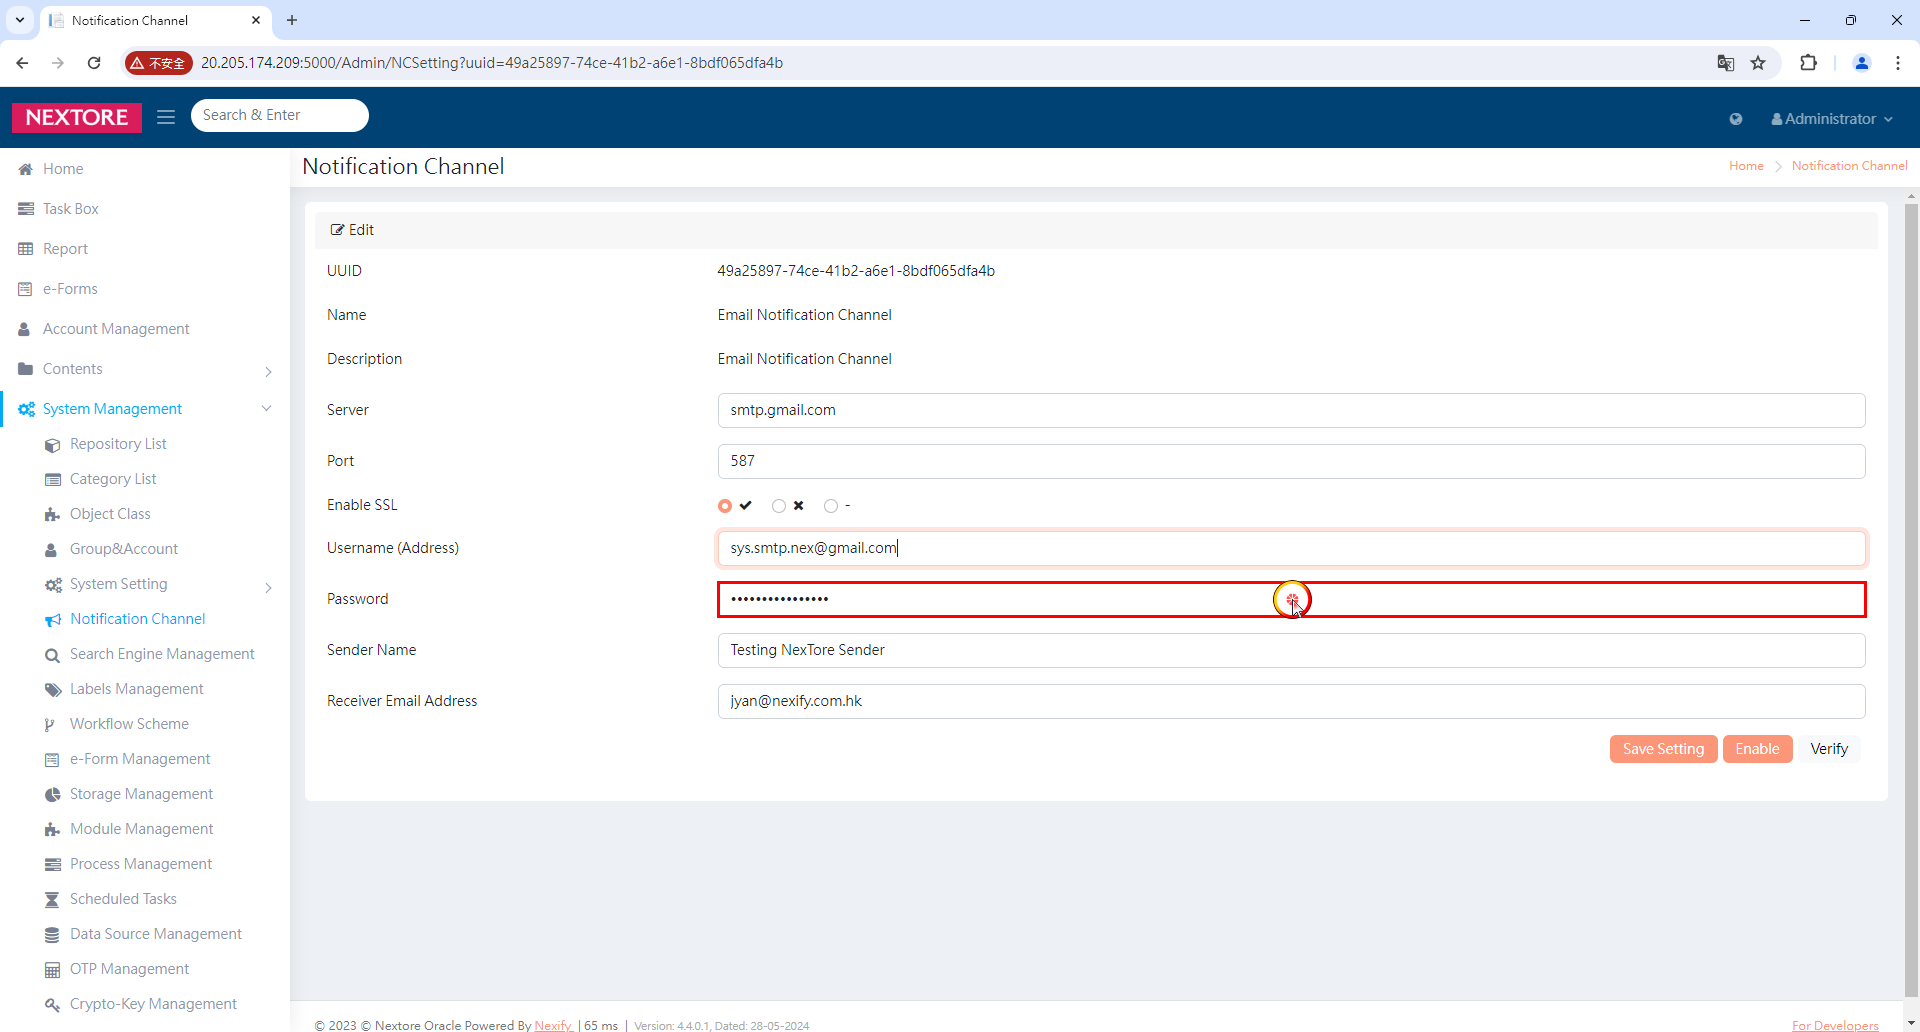 Notification Channel
不安全
20.205.174.209:5000/Admin/NCSetting?uuid=49a25897-74ce-41b2-a6e1-8bdf065dfa4b
NEXTORE
Search & Enter
Administrator
Home
Task Box
Report
e-Forms
Account Management
Contents
System Management
Repository List
Category List
Object Class
Group&Account
System Setting
Notification Channel
Search Engine Management
Labels Management
Workflow Scheme
e-Form Management
Storage Management
Module Management
Process Management
Scheduled Tasks
Data Source Management
OTP Management
Crypto-Key Management
Notification Channel
Home > Notification Channel
Edit
UUID 49a25897-74ce-41b2-a6e1-8bdf065dfa4b
Name Email Notification Channel
Description Email Notification Channel
Server smtp.gmail.com
Port 587
Enable SSL ✔ ✖ -
Username (Address) sys.smtp.nex@gmail.com
Password ••••••••••••••••
Sender Name Testing NexTore Sender
Receiver Email Address jyan@nexify.com.hk
Save Setting Enable Verify
© 2023 © Nextore Oracle Powered By Nexify | 65 ms | Version: 4.4.0.1, Dated: 28-05-2024
For Developers